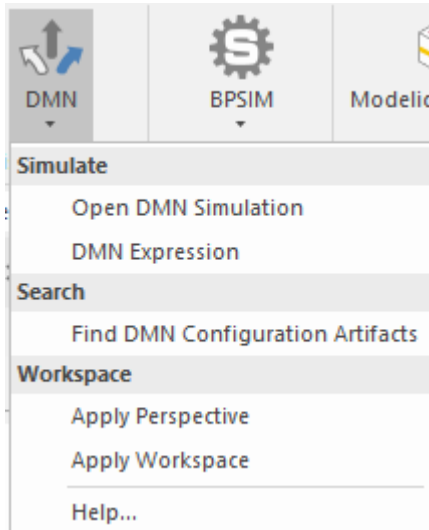 DMN
BPSIM
Modelic
Simulate
Open DMN Simulation
DMN Expression
Search
Find DMN Configuration Artifacts
Workspace
Apply Perspective
Apply Workspace
Help...